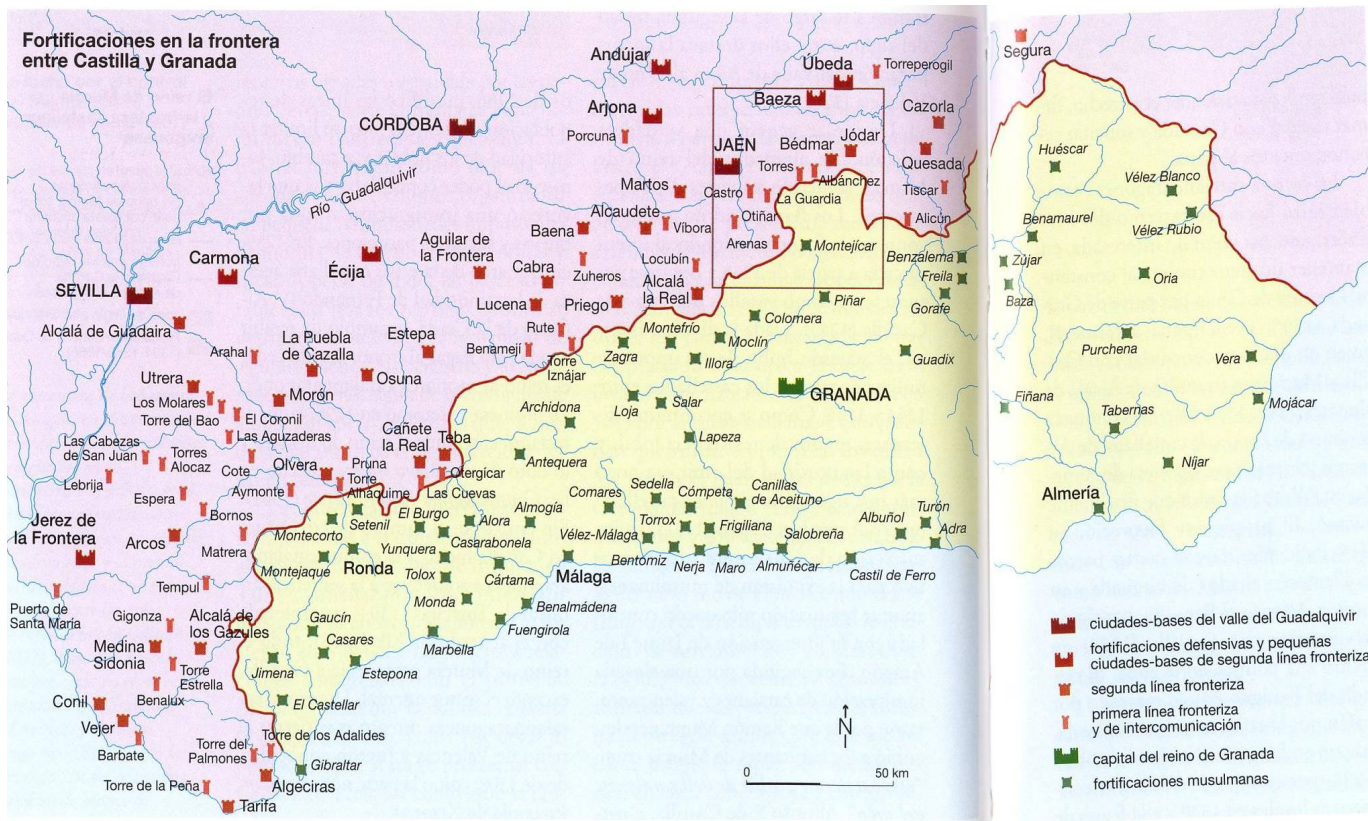 Fortificaciones en la frontera
entre Castilla y Granada
Segura
Andújar
Úbeda
Torreperogil
Baeza
Arjona
Cazorla
CÓRDOBA
Porcuna
JAÉN
Jódar
Bédmar
Quesada
Torres
Albánchez
Tiscar
Río Guadalquivir
Martos
Castro
La Guardia
Alcaudete
Víbora
Otiñar
Alicún
Baena
Arenas
Montejícar
Aguilar de
la Frontera
Locubín
Benzalema
Carmona
Écija
Zuheros
Cabra
Freila
SEVILLA
Lucena
Priego
Alcalá
la Real
Piñar
Gorafe
Alcalá de Guadaira
Colomera
Rute
Montefrío
La Puebla
de Cazalla
Estepa
Benamejí
Moclín
Arahal
Zagra
Illora
Guadix
Torre
Iznájar
Utrera
Osuna
GRANADA
Los Molares
Morón
Archidona
Loja
Salar
Torre del Bao
El Coronil
Las Aguzaderas
Cañete
la Real
Teba
Lapeza
Las Cabezas
de San Juan
Torres
Alocaz
Cote
Olvera
Pruna
Antequera
Lebrija
Torre
Alháquime
Ortegicar
Espera
Aymonte
Las Cuevas
Sedella
Cómpeta
Canillas
de Aceituno
Comares
Bornos
Setenil
El Burgo
Alora
Almogía
Turón
Jerez de
la Frontera
Montecorto
Torrox
Frigiliana
Albuñol
Arcos
Matrera
Casarabonela
Vélez-Málaga
Salobreña
Adra
Yunquera
Montejaque
Ronda
Bentomiz
Nerja
Maro
Almuñécar
Tolox
Cártama
Málaga
Castil de Ferro
Tempul
Puerto de
Santa María
Gigonza
Alcalá de
los Gazules
Monda
Benalmádena
Gaucín
Fuengirola
Medina
Sidonia
Casares
Marbella
Torre
Estrella
Jimena
Estepona
Benalux
Conil
El Castellar
Vejer
Barbate
Torre del
Palmones
Torre de los Adalides
Gibraltar
Torre de la Peña
Algeciras
Tarifa
N
0
50 km
Huéscar
Vélez Blanco
Benamaurel
Vélez Rubio
Zújar
Oria
Baza
Purchena
Vera
Fiñana
Tabernas
Mojácar
Níjar
Almería
ciudades-bases del valle del Guadalquivir
fortificaciones defensivas y pequeñas
ciudades-bases de segunda línea fronteriza
segunda línea fronteriza
primera línea fronteriza
y de intercomunicación
capital del reino de Granada
fortificaciones musulmanas